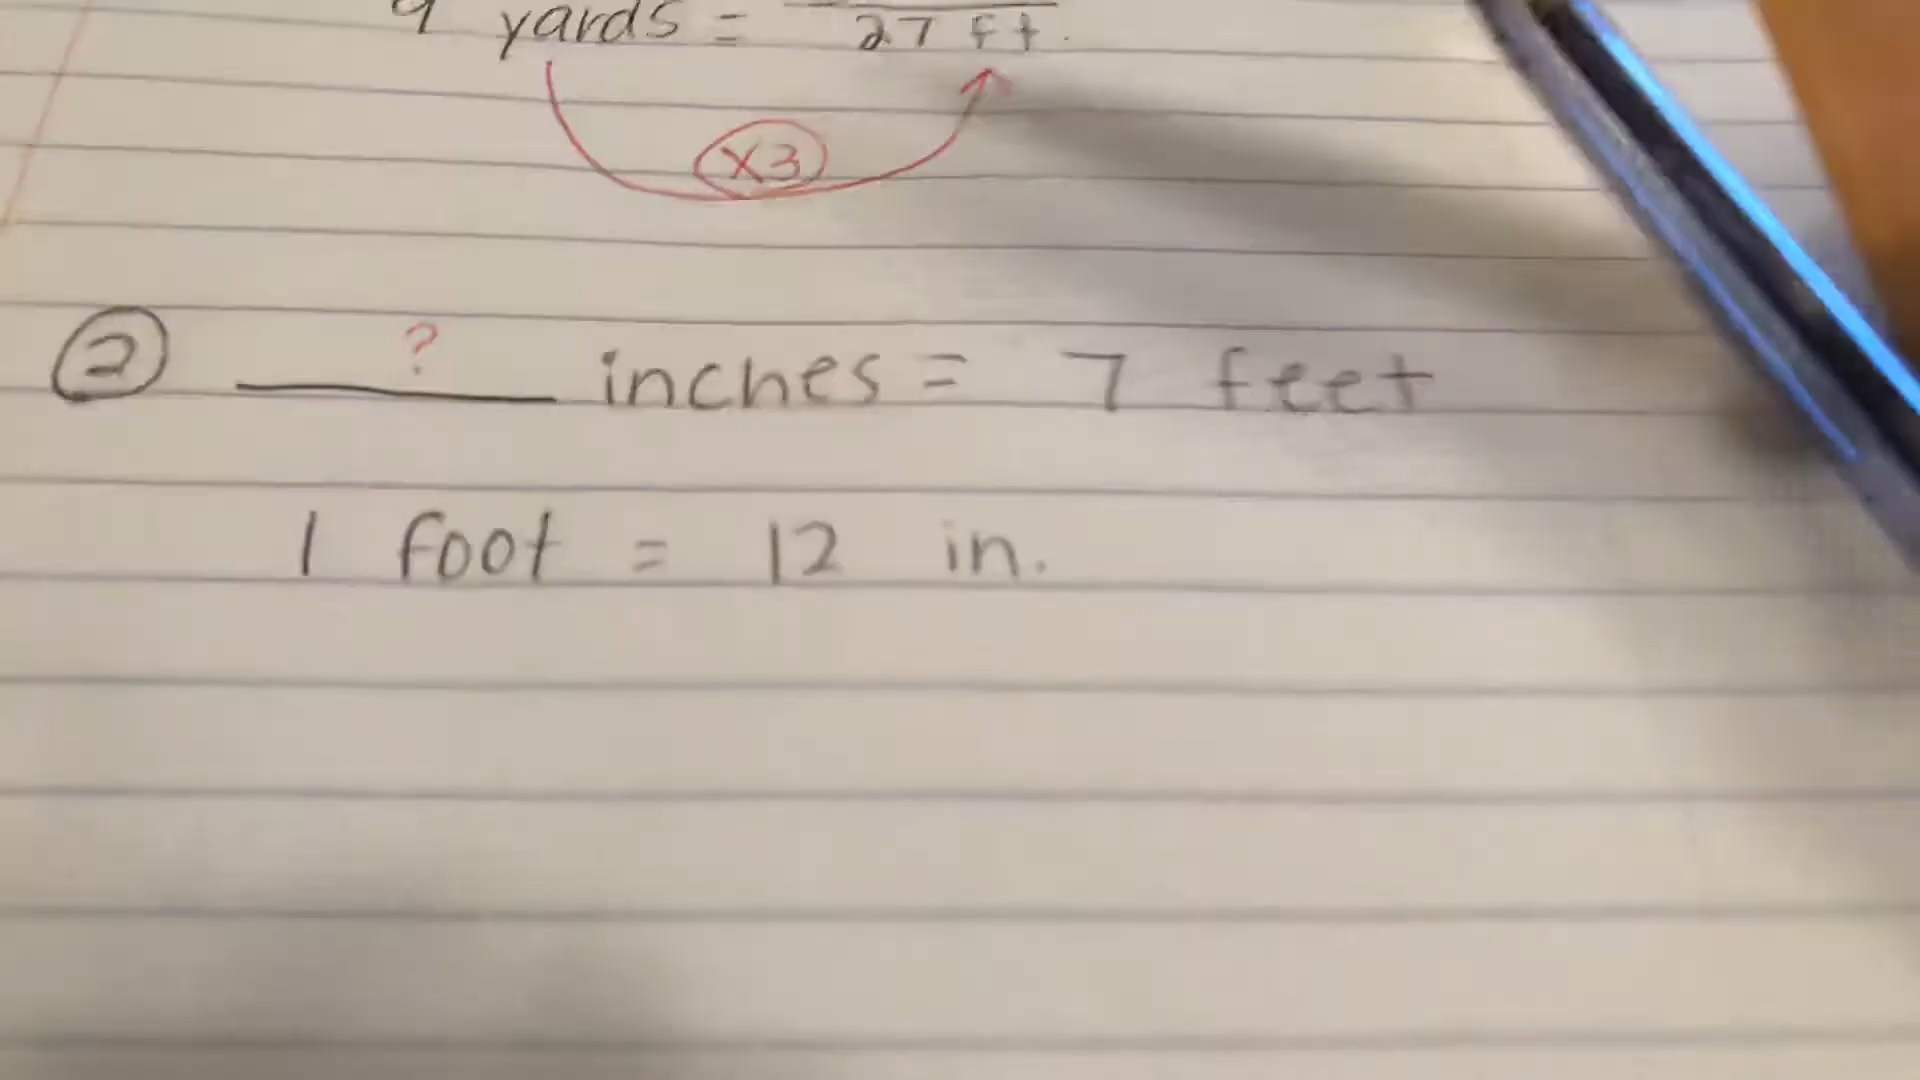 9 yards = 27 ft.
x3
2 ? inches = 7 feet
1 foot = 12 in.